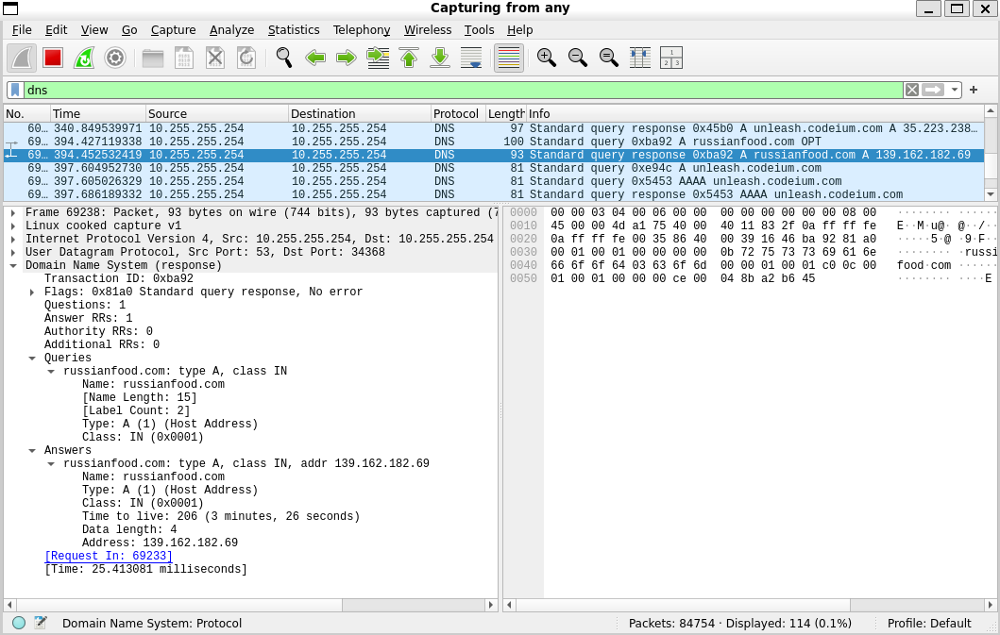 Capturing from any
File Edit View Go Capture Analyze Statistics Telephony Wireless Tools Help
dns
No. Time Source Destination Protocol Length Info
60… 340.849539971 10.255.255.254 10.255.255.254 DNS 97 Standard query response 0x45b0 A unleash.codeium.com A 35.223.238…
69… 394.427119338 10.255.255.254 10.255.255.254 DNS 100 Standard query 0xba92 A russianfood.com OPT
69… 394.452532419 10.255.255.254 10.255.255.254 DNS 93 Standard query response 0xba92 A russianfood.com A 139.162.182.69
69… 397.604952730 10.255.255.254 10.255.255.254 DNS 81 Standard query 0xe94c A unleash.codeium.com
69… 397.605026329 10.255.255.254 10.255.255.254 DNS 81 Standard query 0x5453 AAAA unleash.codeium.com
69… 397.686189332 10.255.255.254 10.255.255.254 DNS 81 Standard query response 0x5453 AAAA unleash.codeium.com
Frame 69238: Packet, 93 bytes on wire (744 bits), 93 bytes captured (7
Linux cooked capture v1
Internet Protocol Version 4, Src: 10.255.255.254, Dst: 10.255.255.254
User Datagram Protocol, Src Port: 53, Dst Port: 34368
Domain Name System (response)
Transaction ID: 0xba92
Flags: 0x81a0 Standard query response, No error
Questions: 1
Answer RRs: 1
Authority RRs: 0
Additional RRs: 0
Queries
russianfood.com: type A, class IN
Name: russianfood.com
[Name Length: 15]
[Label Count: 2]
Type: A (1) (Host Address)
Class: IN (0x0001)
Answers
russianfood.com: type A, class IN, addr 139.162.182.69
Name: russianfood.com
Type: A (1) (Host Address)
Class: IN (0x0001)
Time to live: 206 (3 minutes, 26 seconds)
Data length: 4
Address: 139.162.182.69
[Request In: 69233]
[Time: 25.413081 milliseconds]
0000 00 00 03 04 00 06 00 00 00 00 00 00 00 00 08 00 ········ ······
0010 45 00 00 4d a1 75 40 00 40 11 83 2f 0a ff ff fe E··M·u@· @··/··
0020 0a ff ff fe 00 35 86 40 00 39 16 46 ba 92 81 a0 ·····5·@ ·9·F··
0030 00 01 00 01 00 00 00 00 0b 72 75 73 73 69 61 6e ········ ·russi
0040 66 6f 6f 64 03 63 6f 6d 00 00 01 00 01 c0 0c 00 food·com ······
0050 01 00 01 00 00 00 ce 00 04 8b a2 b6 45 ········ ····E
Domain Name System: Protocol
Packets: 84754 · Displayed: 114 (0.1%)
Profile: Default